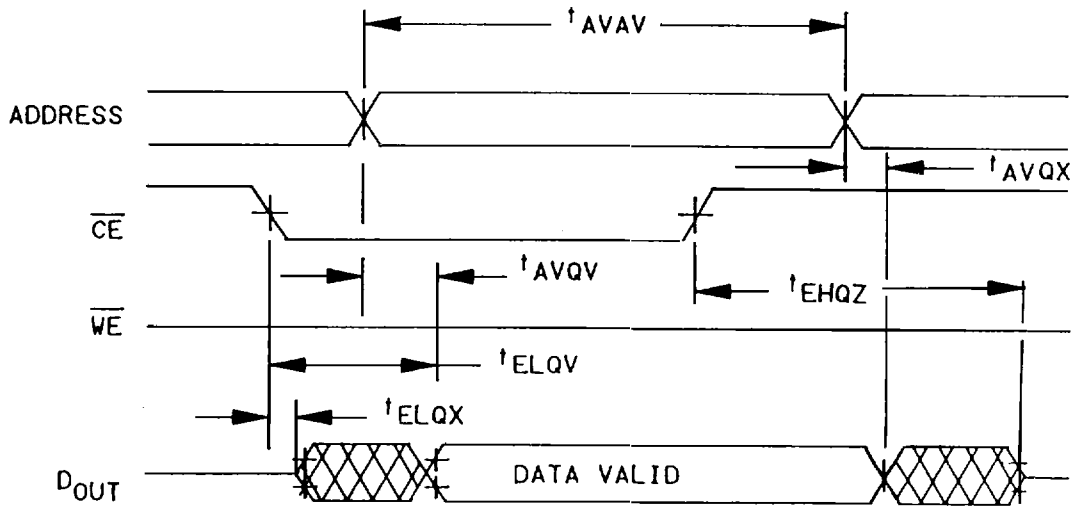 tAVAV
ADDRESS
tAVQX
CE
tAVQV
tEHQZ
WE
tELQV
tELQX
DOUT
DATA VALID